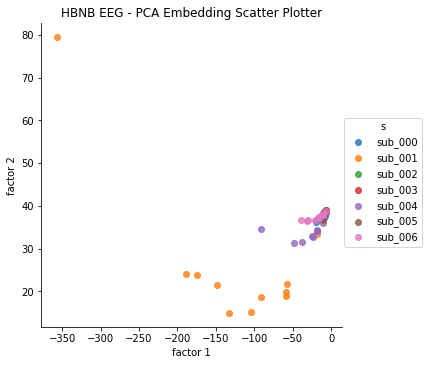 HBNB EEG - PCA Embedding Scatter Plotter
80
70
60
50
40
30
20
factor 2
−350 −300 −250 −200 −150 −100 −50 0
factor 1
s
sub_000
sub_001
sub_002
sub_003
sub_004
sub_005
sub_006